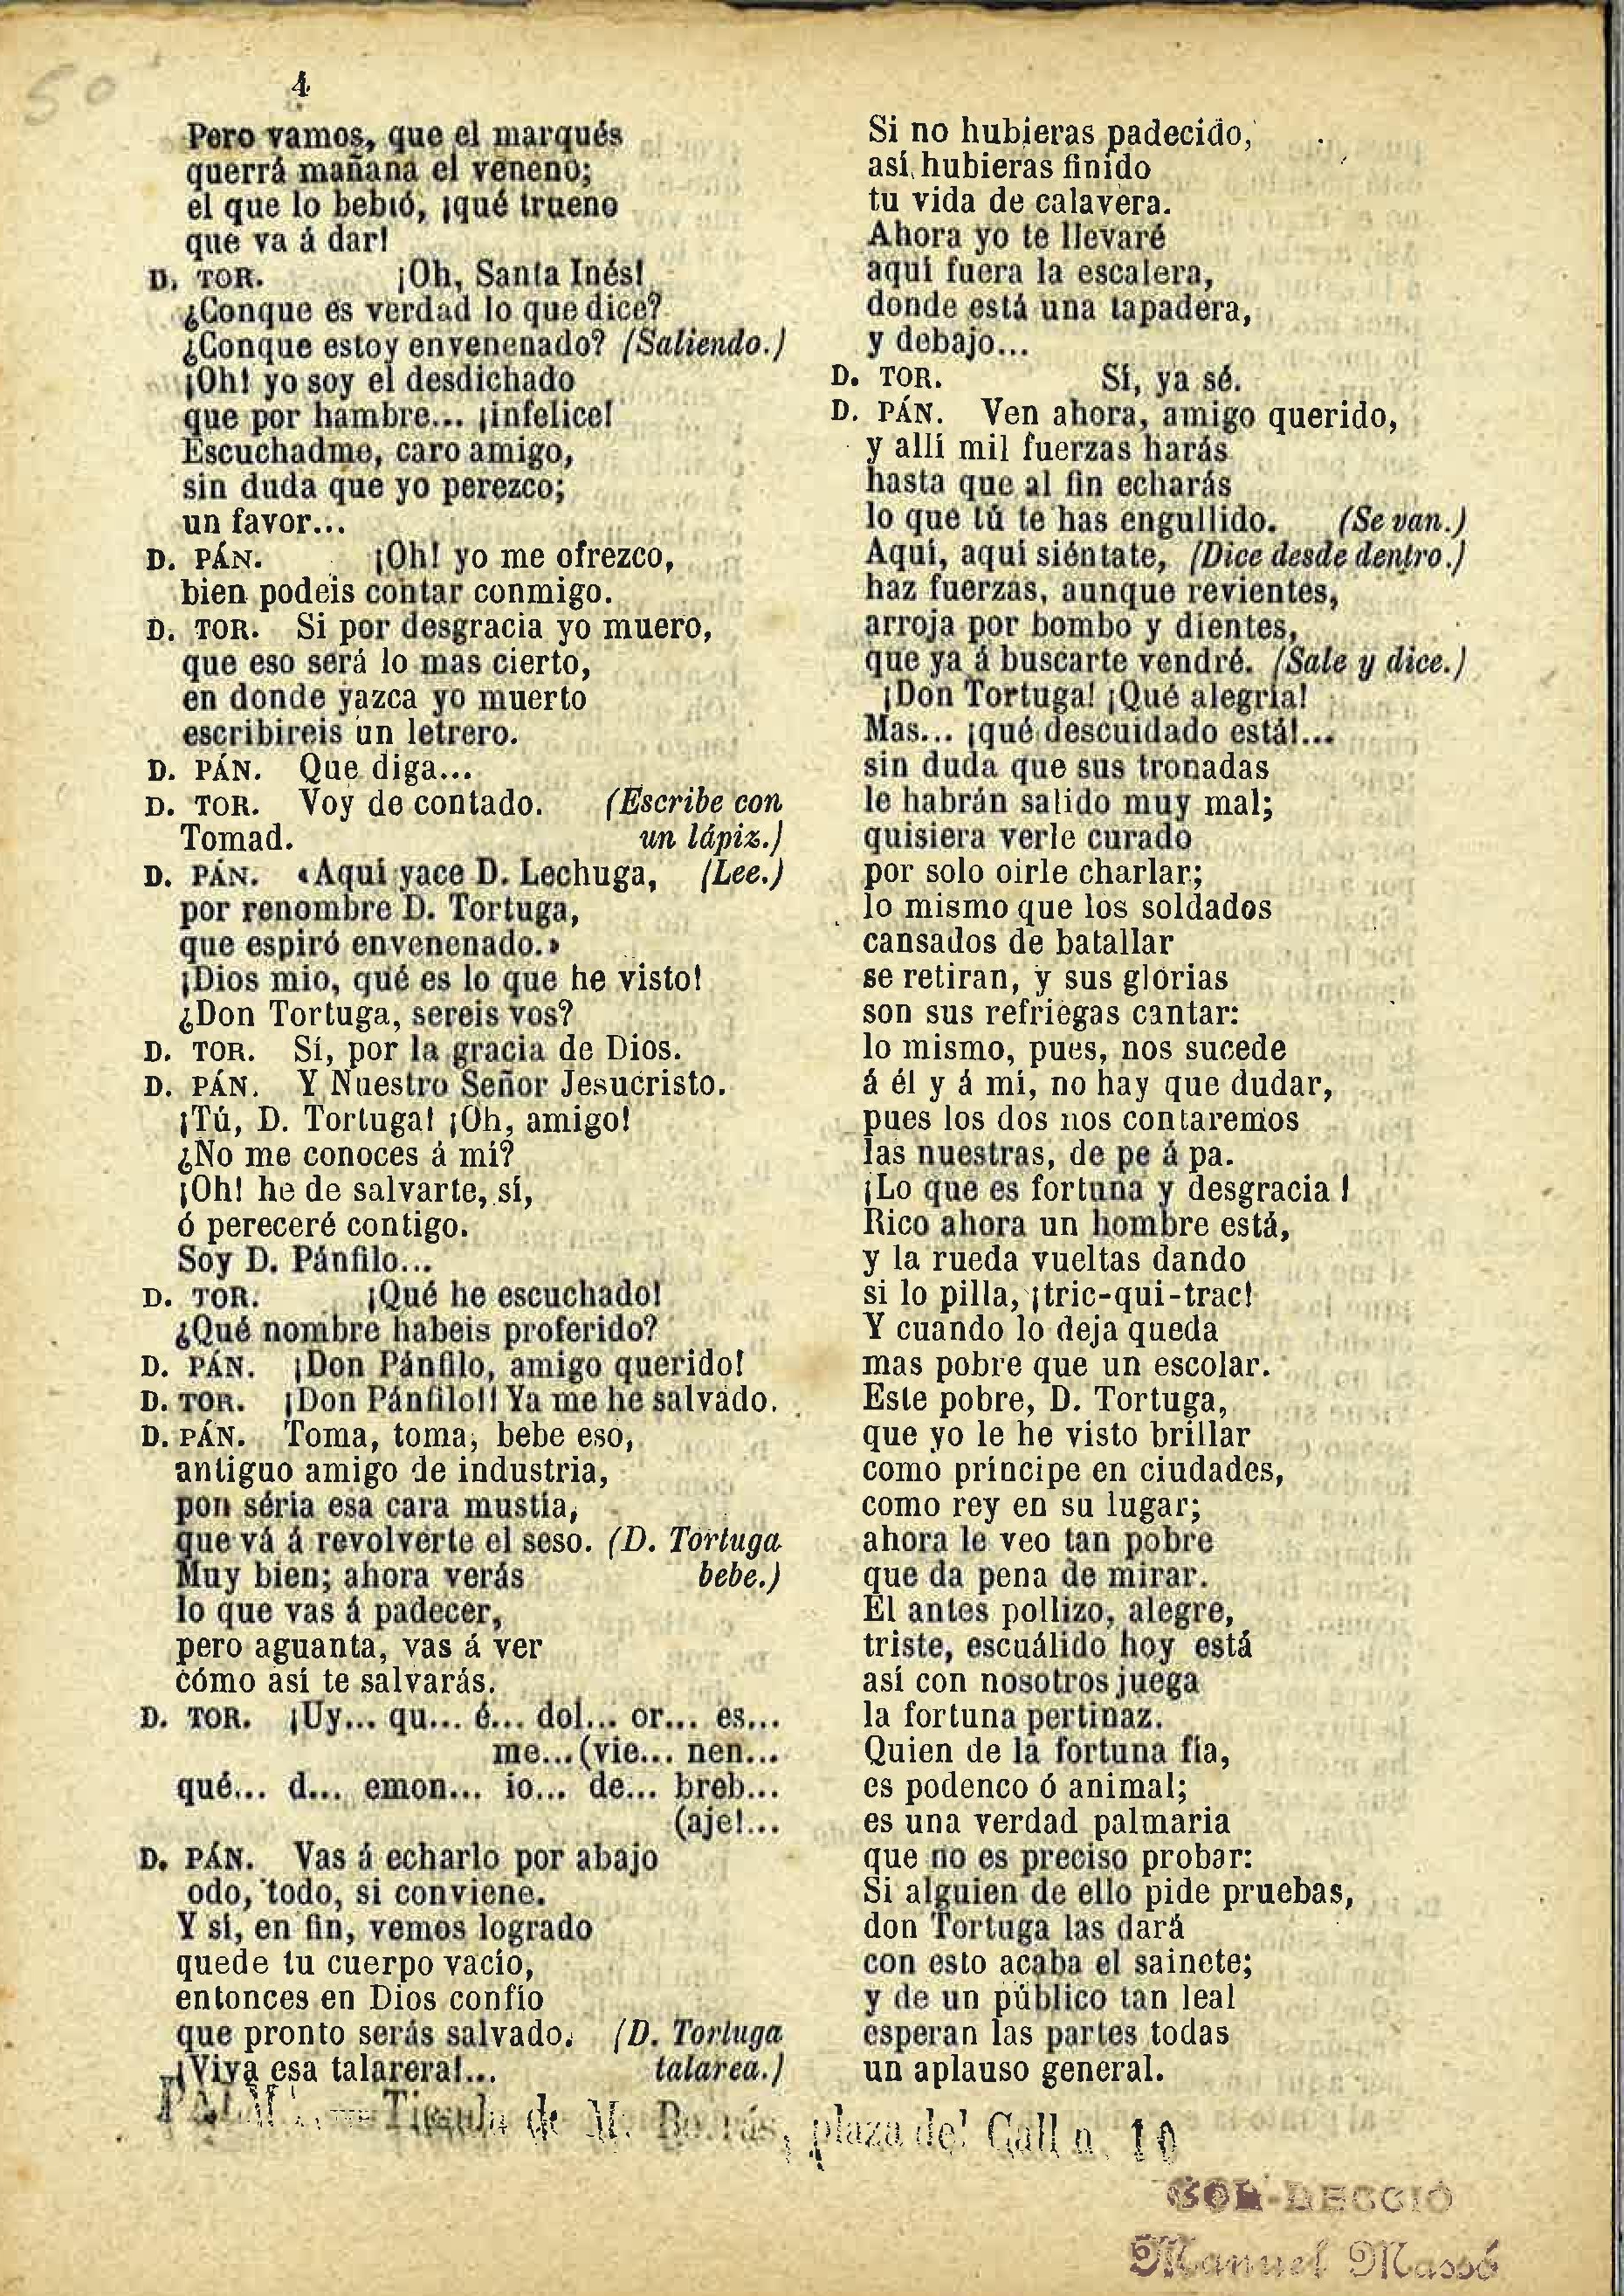 50
4
Pero vamos, que el marqués
querrá mañana el veneno;
el que lo bebió, ¡qué trueno
que va á dar!
D. TOR. ¡Oh, Santa Inés!
¿Conque es verdad lo que dice?
¿Conque estoy envenenado? (Saliendo.)
¡Oh! yo soy el desdichado
que por hambre... ¡infelice!
Escuchadme, caro amigo,
sin duda que yo perezco;
un favor...
D. PÁN. ¡Oh! yo me ofrezco,
bien podeis contar conmigo.
D. TOR. Si por desgracia yo muero,
que eso será lo mas cierto,
en donde yazca yo muerto
escribireis un letrero.
D. PÁN. Que diga...
D. TOR. Voy de contado. (Escribe con
Tomad. un lápiz.)
D. PÁN. «Aquí yace D. Lechuga, (Lee.)
por renombre D. Tortuga,
que espiró envenenado.»
¡Dios mio, qué es lo que he visto!
¿Don Tortuga, sereis vos?
D. TOR. Sí, por la gracia de Dios.
D. PÁN. Y Nuestro Señor Jesucristo.
¡Tú, D. Tortuga! ¡Oh, amigo!
¿No me conoces á mí?
¡Oh! he de salvarte, sí,
ó pereceré contigo.
Soy D. Pánfilo...
D. TOR. ¡Qué he escuchado!
¿Qué nombre habeis proferido?
D. PÁN. ¡Don Pánfilo, amigo querido!
D. TOR. ¡Don Pánfilo!! Ya me he salvado.
D. PÁN. Toma, toma, bebe eso,
antiguo amigo de industria,
pon séria esa cara mustia,
que vá á revolverte el seso. (D. Tortuga
Muy bien; ahora verás bebe.)
lo que vas á padecer,
pero aguanta, vas á ver
cómo así te salvarás.
D. TOR. ¡Uy... qu... é... dol... or... es...
me...(vie... nen...
qué... d... emon... io... de... breb...
(aje!...
D. PÁN. Vas á echarlo por abajo
odo, todo, si conviene.
Y sí, en fin, vemos logrado
quede tu cuerpo vacío,
entonces en Dios confío
que pronto serás salvado. (D. Tortuga
¡Viva esa talarera!... talarea.)
Si no hubieras padecido,
así hubieras finido
tu vida de calavera.
Ahora yo te llevaré
aquí fuera la escalera,
donde está una tapadera,
y debajo...
D. TOR. Sí, ya sé.
D. PÁN. Ven ahora, amigo querido,
y allí mil fuerzas harás
hasta que al fin echarás
lo que tú te has engullido. (Se van.)
Aquí, aquí siéntate, (Dice desde dentro.)
haz fuerzas, aunque revientes,
arroja por bombo y dientes,
que ya á buscarte vendré. (Sale y dice.)
¡Don Tortuga! ¡Qué alegría!
Mas... ¡qué descuidado está!...
sin duda que sus tronadas
le habrán salido muy mal;
quisiera verle curado
por solo oirle charlar;
lo mismo que los soldados
cansados de batallar
se retiran, y sus glorias
son sus refriegas cantar:
lo mismo, pues, nos sucede
á él y á mí, no hay que dudar,
pues los dos nos contaremos
las nuestras, de pe á pa.
¡Lo que es fortuna y desgracia!
Rico ahora un hombre está,
y la rueda vueltas dando
si lo pilla, ¡tric-qui-trac!
Y cuando lo deja queda
mas pobre que un escolar.
Este pobre, D. Tortuga,
que yo le he visto brillar
como príncipe en ciudades,
como rey en su lugar;
ahora le veo tan pobre
que da pena de mirar.
El antes pollizo, alegre,
triste, escuálido hoy está
así con nosotros juega
la fortuna pertinaz.
Quien de la fortuna fía,
es podenco ó animal;
es una verdad palmaria
que no es preciso probar:
Si alguien de ello pide pruebas,
don Tortuga las dará
con esto acaba el sainete;
y de un público tan leal
esperan las partes todas
un aplauso general.
Tienda de M. plaza del Call n. 10
COL-LECCIÓ
Manuel Massó